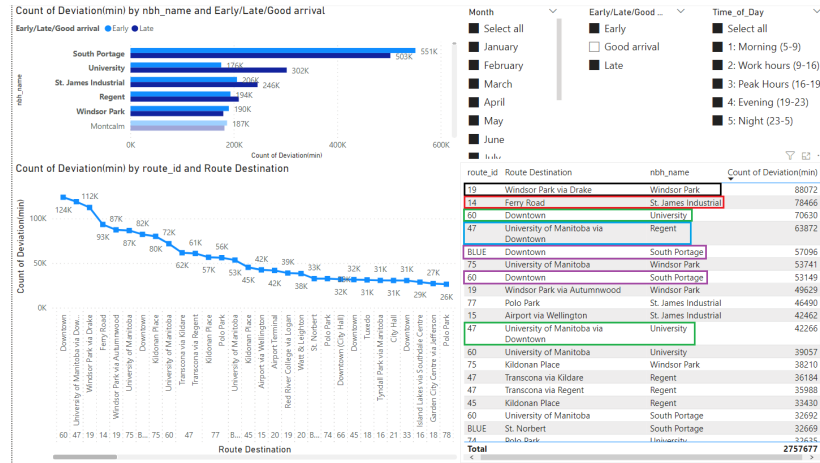 Count of Deviation(min) by nbh_name and Early/Late/Good arrival
Early/Late/Good arrival Early Late
nbh_name
South Portage 551K 503K
University 176K 302K
St. James Industrial 206K 246K
Regent 194K
Windsor Park 190K
Montcalm 187K
0K 200K 400K 600K
Count of Deviation(min)
Month
Select all
January
February
March
April
May
June
July
Early/Late/Good ...
Early
Good arrival
Late
Time_of_Day
Select all
1: Morning (5-9)
2: Work hours (9-16)
3: Peak Hours (16-19
4: Evening (19-23)
5: Night (23-5)
Count of Deviation(min) by route_id and Route Destination
Count of Deviation(min)
100K
50K
0K
124K 112K 93K 87K 87K 82K 80K 72K 62K 61K 57K 56K 53K 45K 42K 42K 39K 38K 33K 32K 32K 31K 31K 31K 31K 29K 27K 26K
Downtown
University of Manitoba via Dow...
Windsor Park via Drake
Ferry Road
Windsor Park via Autumnwood
University of Manitoba
Downtown
Kildonan Place
University of Manitoba
Transcona via Kildare
Transcona via Regent
Kildonan Place
Polo Park
University of Manitoba
Kildonan Place
Airport via Wellington
Airport Terminal
Red River College via Logan
Watt & Leighton
St. Norbert
Polo Park
Downtown (City Hall)
Downtown
Tuxedo
Tyndall Park via Manitoba
City Hall
Downtown
Island Lakes via Southdale Centre
Garden City Centre via Jefferson
Polo Park
60 47 19 14 19 75 B... 75 60 47 77 B... 45 15 20 19 20 B... 74 66 45 18 16 21 33 16 18 78
Route Destination
route_id Route Destination nbh_name Count of Deviation(min)
19 Windsor Park via Drake Windsor Park 88072
14 Ferry Road St. James Industrial 78466
60 Downtown University 70630
47 University of Manitoba via Regent 63872
Downtown
BLUE Downtown South Portage 57096
75 University of Manitoba Windsor Park 53741
60 Downtown South Portage 53149
19 Windsor Park via Autumnwood Windsor Park 49629
77 Polo Park St. James Industrial 46490
15 Airport via Wellington St. James Industrial 42462
47 University of Manitoba via University 42266
Downtown
60 University of Manitoba University 39057
75 Kildonan Place Windsor Park 38210
47 Transcona via Kildare Regent 36184
47 Transcona via Regent Regent 35988
45 Kildonan Place Regent 33430
60 University of Manitoba South Portage 32692
BLUE St. Norbert South Portage 32669
74 Polo Park University 32635
Total 2757677